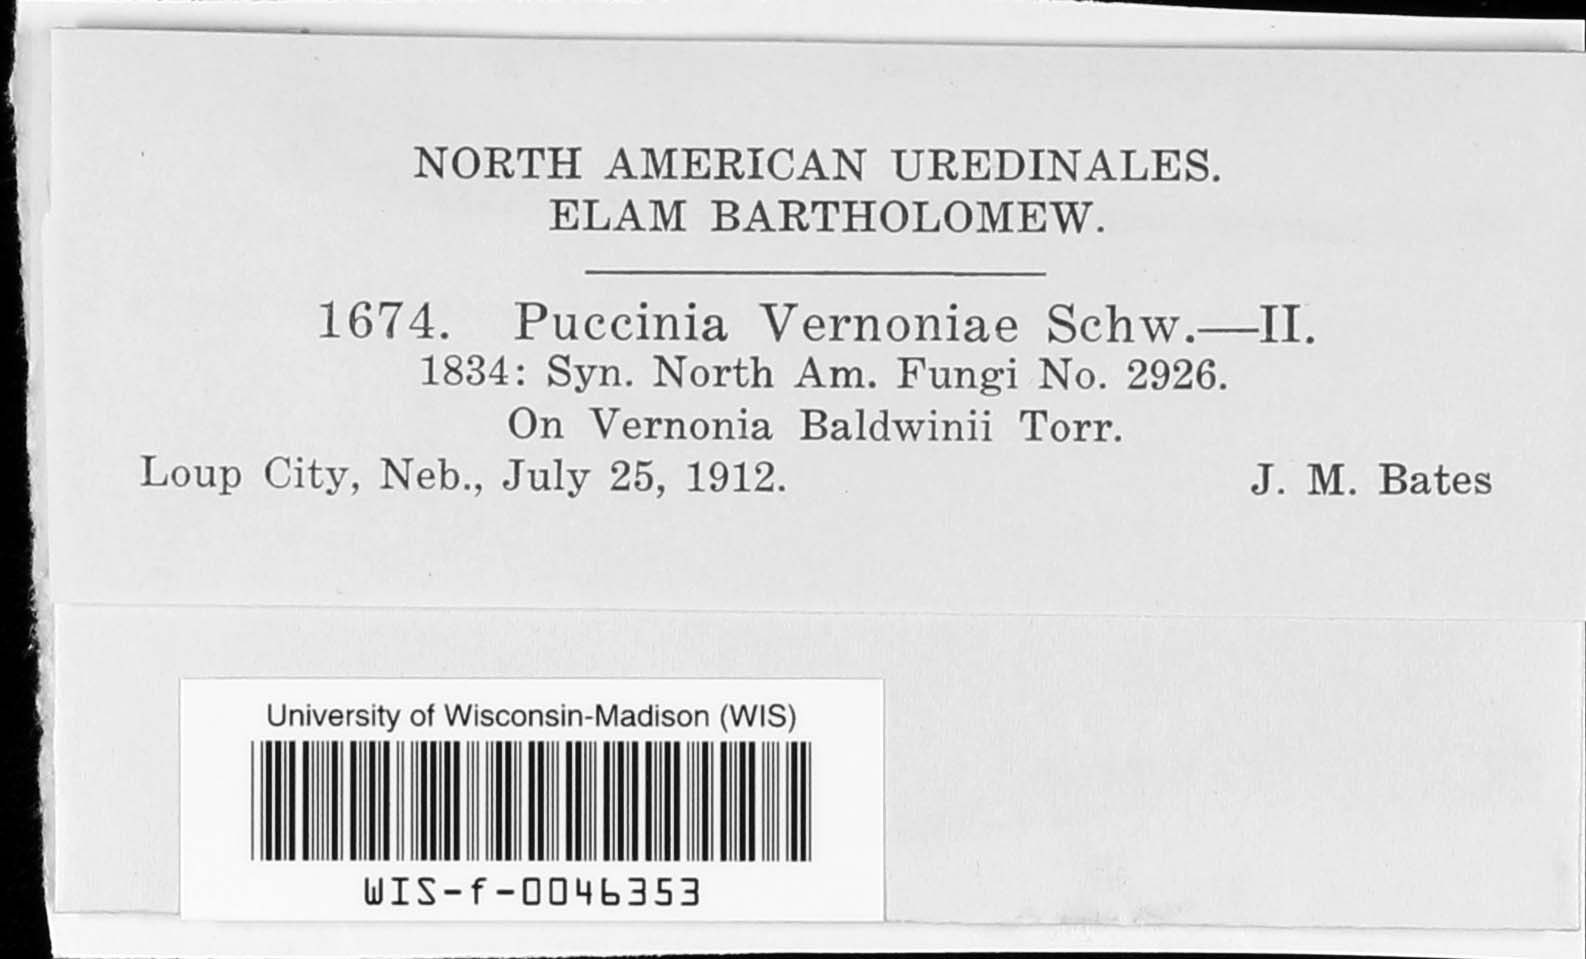 NORTH AMERICAN UREDINALES.
ELAM BARTHOLOMEW.
1674. Puccinia Vernoniae Schw.—II.
1834: Syn. North Am. Fungi No. 2926.
On Vernonia Baldwinii Torr.
Loup City, Neb., July 25, 1912. J. M. Bates
University of Wisconsin-Madison (WIS)
WIS-f-0046353